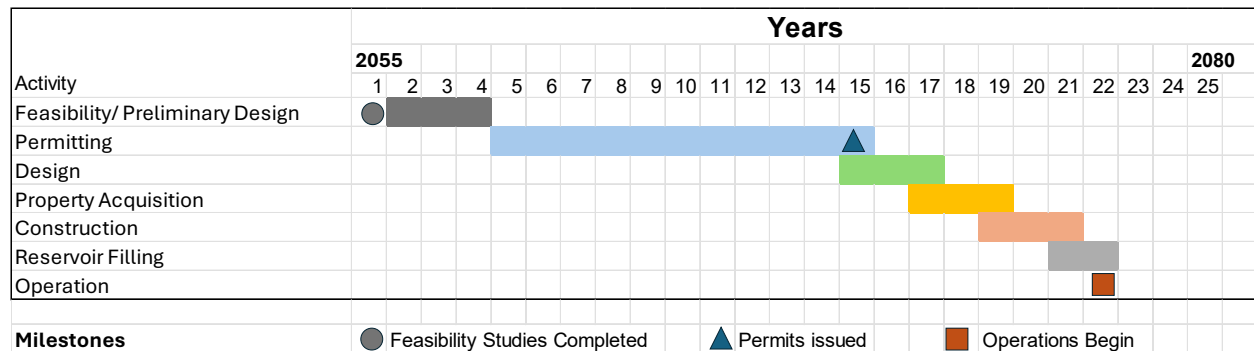 Years
2055 2080
Activity 1 2 3 4 5 6 7 8 9 10 11 12 13 14 15 16 17 18 19 20 21 22 23 24 25
Feasibility/ Preliminary Design
Permitting
Design
Property Acquisition
Construction
Reservoir Filling
Operation
Milestones Feasibility Studies Completed Permits issued Operations Begin